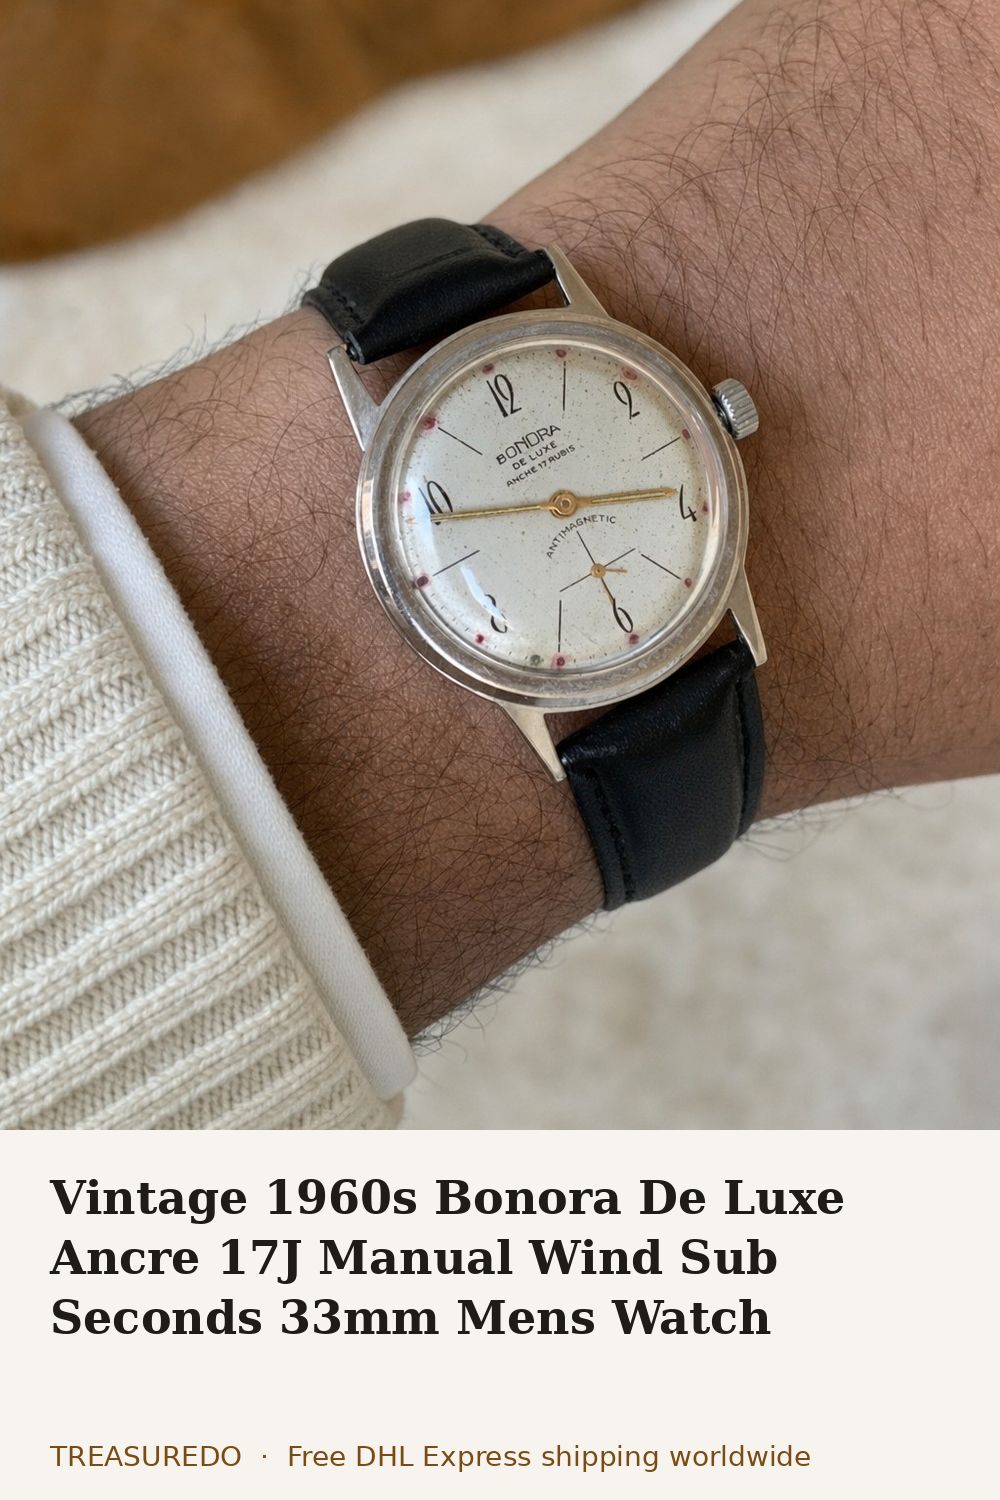 12
2
BONORA
DE LUXE
ANCRE 17 RUBIS
10
4
ANTIMAGNETIC
8
6
Vintage 1960s Bonora De Luxe
Ancre 17J Manual Wind Sub
Seconds 33mm Mens Watch
TREASUREDO · Free DHL Express shipping worldwide